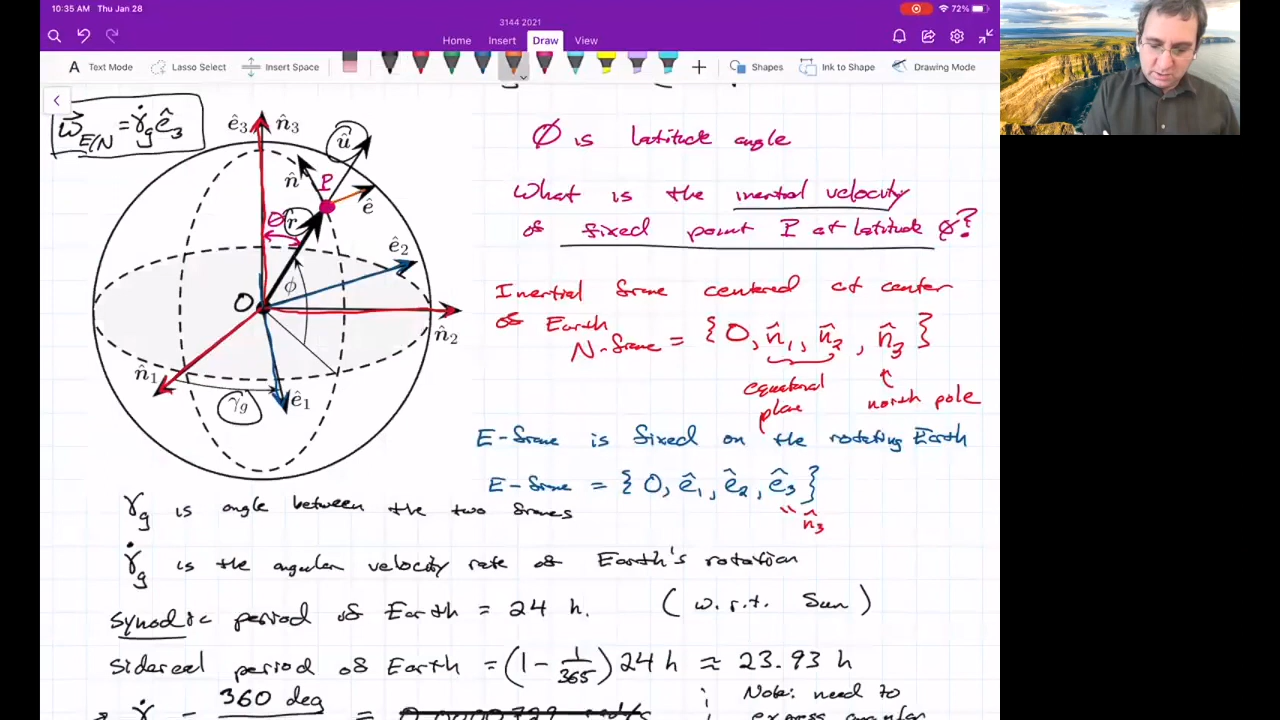 10:35 AM Thu Jan 28
72%
3144 2021
Home Insert Draw View
Text Mode Lasso Select Insert Space Shapes Ink to Shape Drawing Mode
ω⃗E/N = γ̇g ê3
ê3 n̂3
û
n̂
P
ê
θ
r
ê2
O
ϕ
n̂2
n̂1
γg
ê1
Ø is latitude angle
What is the inertial velocity
of fixed point P at latitude ϕ?
Inertial frame centered at center
of Earth
N-frame = {O, n̂1, n̂2, n̂3}
equatorial
plane
north pole
E-frame is fixed on the rotating Earth
E-frame = {O, ê1, ê2, ê3}
" n̂3
γg is angle between the two frames
γ̇g is the angular velocity rate of Earth's rotation
Synodic period of Earth = 24 h. (w.r.t. Sun)
Sidereal period of Earth = (1 - 1/365) 24 h ≈ 23.93 h
360 deg
Note: need to